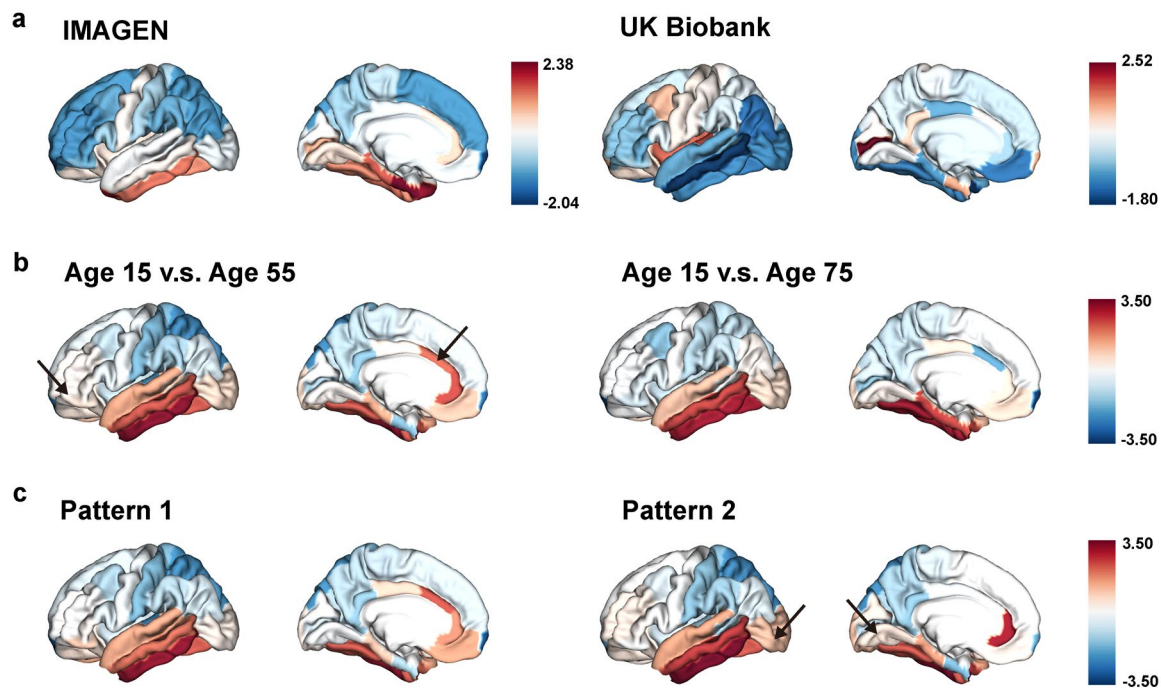 a
IMAGEN
UK Biobank
2.38
-2.04
2.52
-1.80
b
Age 15 v.s. Age 55
Age 15 v.s. Age 75
3.50
-3.50
c
Pattern 1
Pattern 2
3.50
-3.50